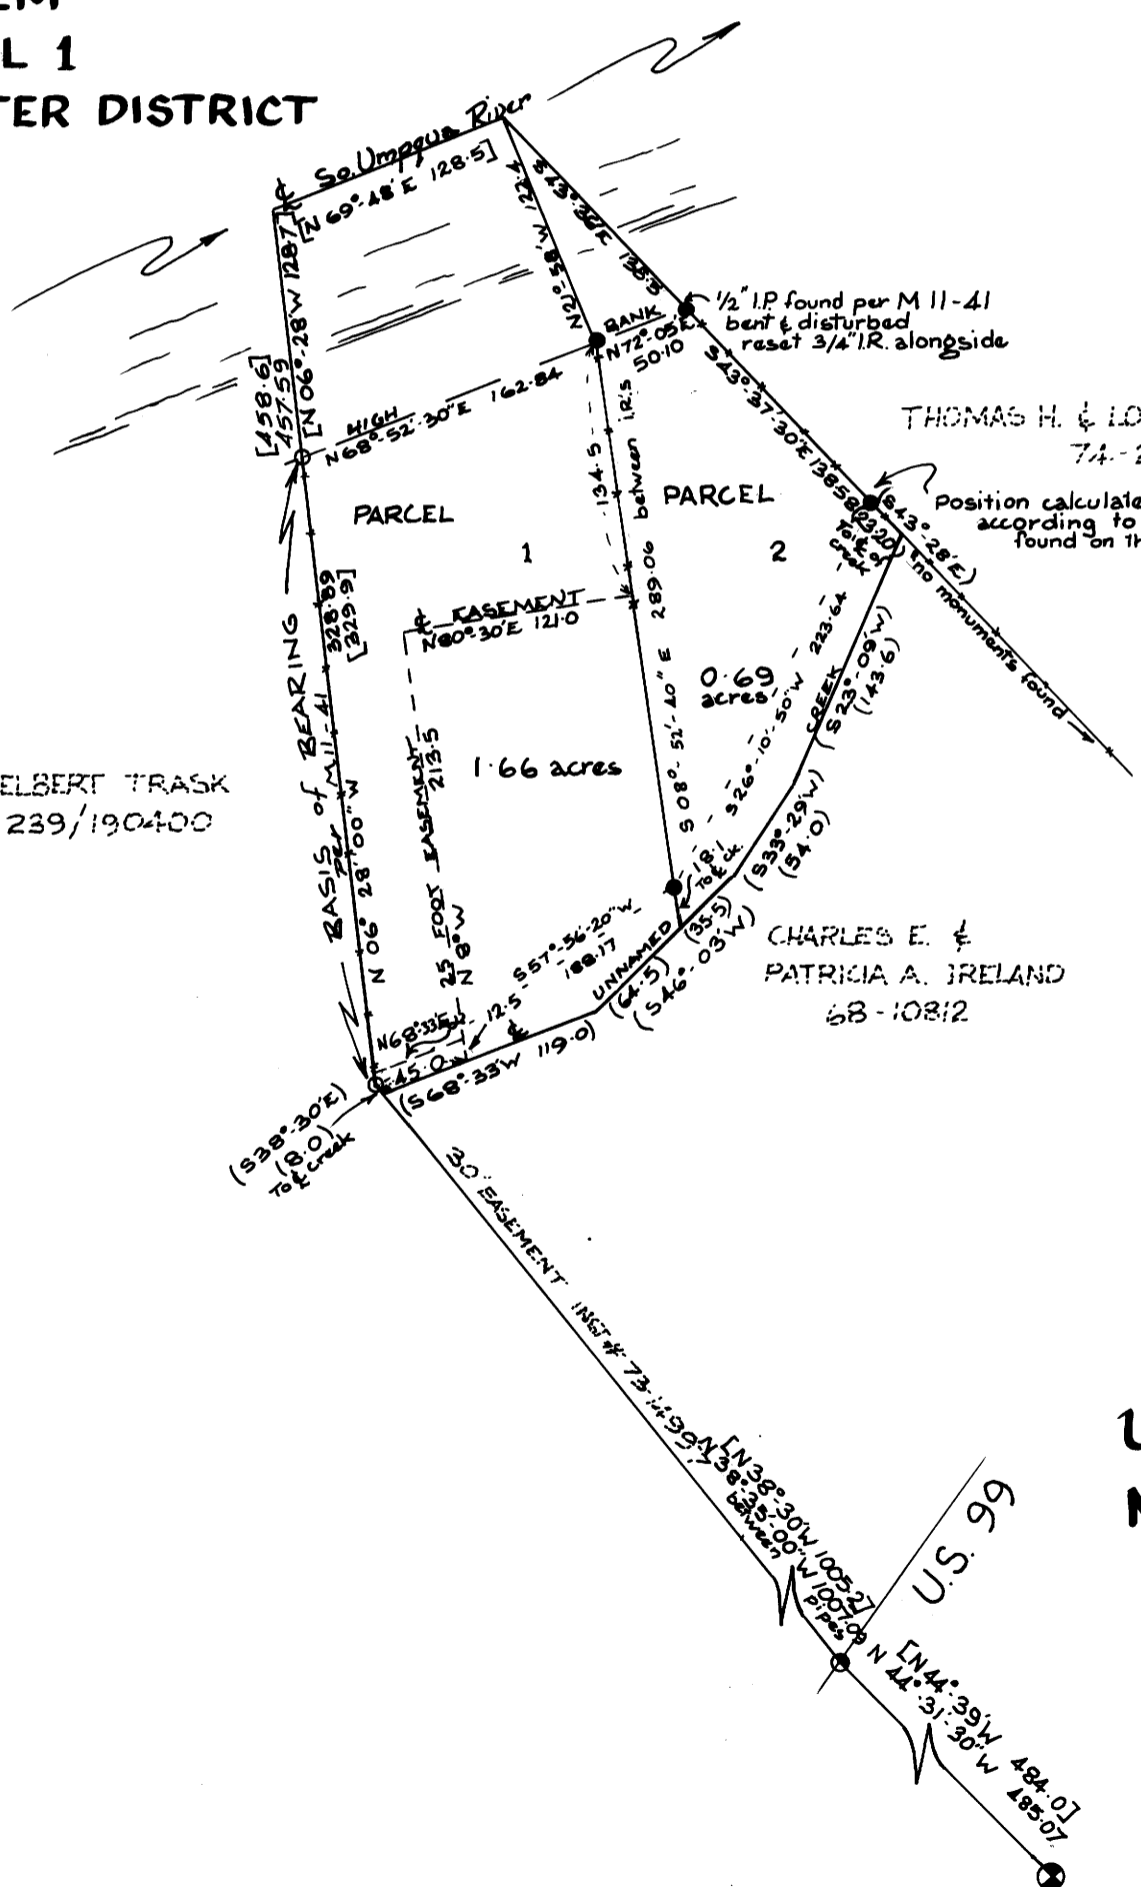 L 1
TER DISTRICT
So. Umpqua River
[N 69°-48' E 128.5]
[N 06°-28' W 128.7]
457.59
[458.6]
N 21°-58' W 122.4
S 43°-36' E 138.5
1/2" I.P. found per M 11-41
bent & disturbed
reset 3/4" I.R. alongside
BANK
N 72°-05' E
50.10
HIGH
N 68°-52'-30" E 162.84
S 43°-37'-30" E 138.58
THOMAS H. & LO
74-2
Position calculate
according to
found on th
(S 43°-28' E)
(23.20)
To ₵ of
creek
no monuments found
PARCEL
1
PARCEL
2
134.5
between I.R.'s
289.06
S 08°-52'-40" E
₵ EASEMENT
N 80°-30' E 121.0
328.89
[329.9]
0.69
acres
1.66 acres
S 26°-10'-50" W 223.64
CREEK
(S 23°-09' W)
(143.6)
BASIS of BEARING
per M 11-41
N 06° 28' 00" W
ELBERT TRASK
239/190400
25 FOOT EASEMENT
N 8° W 213.5
18.1
To ₵ ck.
(S 33°-29' W)
(54.0)
S 57°-56'-20" W
188.17
12.5
UNNAMED
(35.5)
(64.5)
(S 46°-03' W)
CHARLES E. &
PATRICIA A. IRELAND
68-10812
N 68°-33' E
45.0
₵
(S 68°-33' W 119.0)
(S 38°-30' E)
(8.0)
To ₵ creek
30' EASEMENT INST # 73-14997
[N 38°-30' W 1005.2]
N 38°-35'-00" W 1007.09
between pipes
U.S. 99
[N 44°-39' W 484.0]
N 44°-31'-30" W 485.07